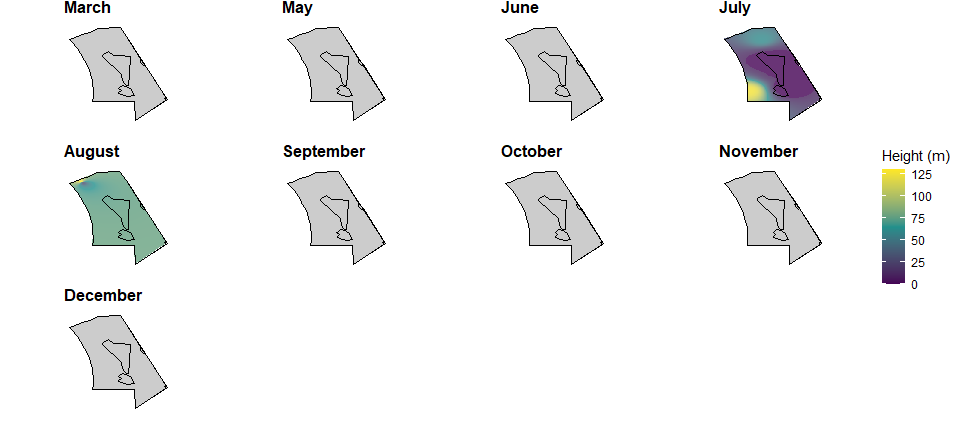 March
May
June
July
August
September
October
November
Height (m)
125
100
75
50
25
0
December